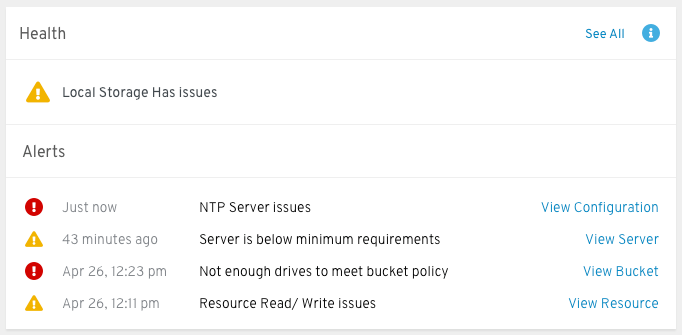 Health See All
Local Storage Has issues
Alerts
Just now NTP Server issues View Configuration
43 minutes ago Server is below minimum requirements View Server
Apr 26, 12:23 pm Not enough drives to meet bucket policy View Bucket
Apr 26, 12:11 pm Resource Read/ Write issues View Resource